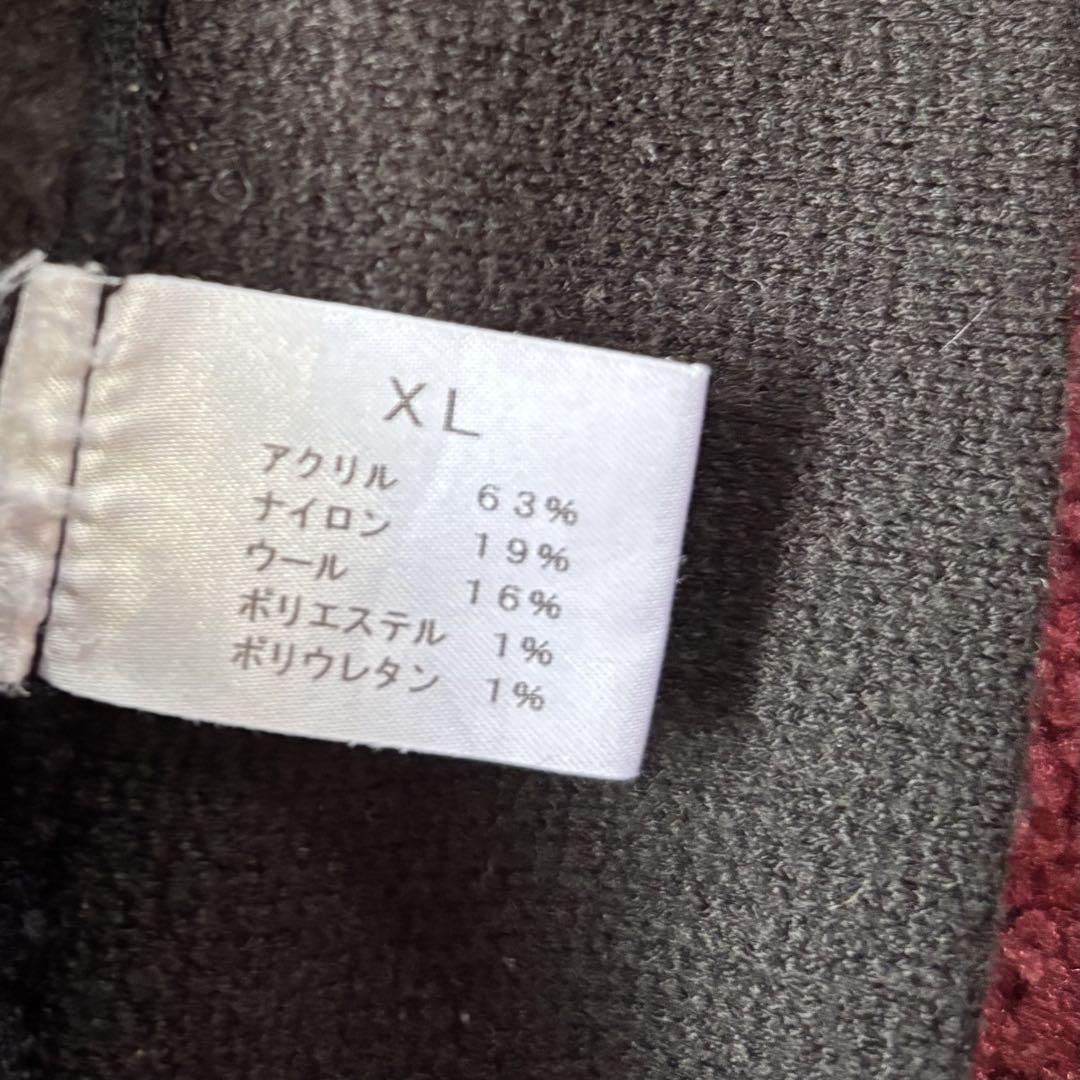 XL
アクリル 63%
ナイロン 19%
ウール 16%
ポリエステル 1%
ポリウレタン 1%